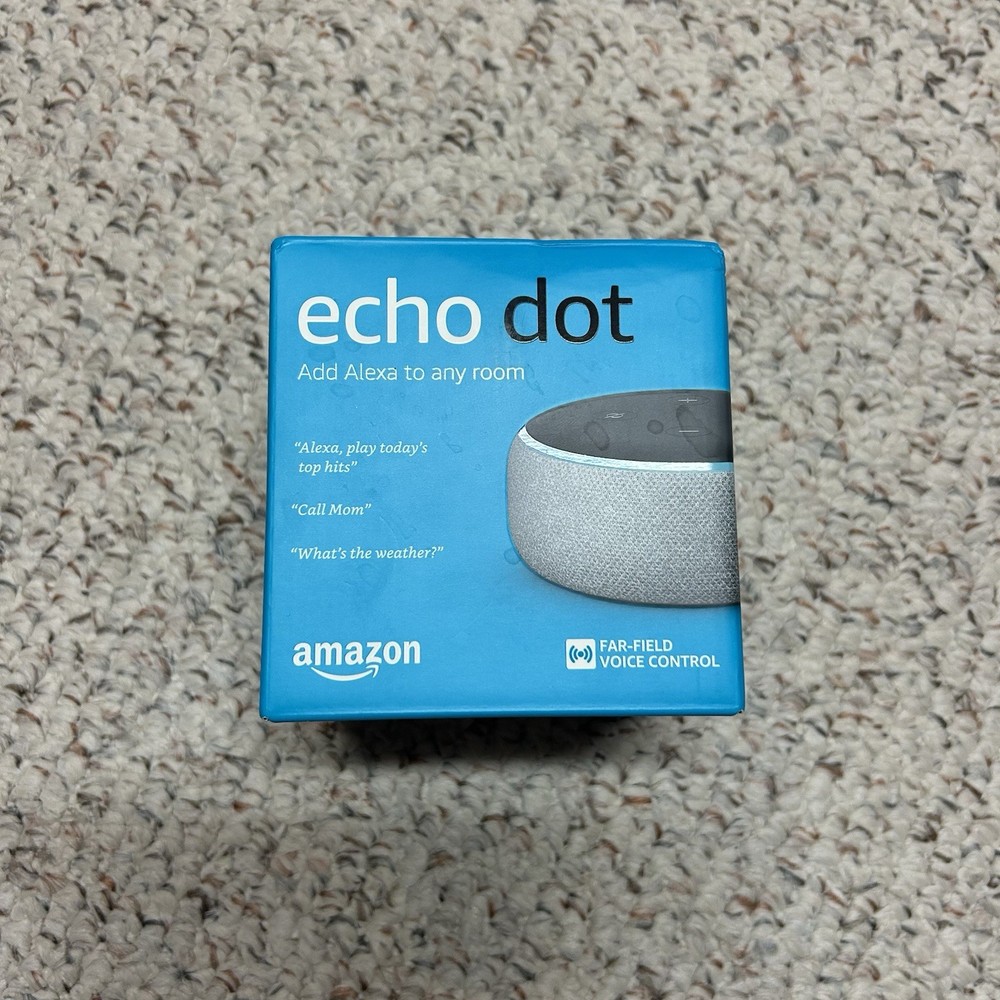 echo dot
Add Alexa to any room
“Alexa, play today’s
top hits”
“Call Mom”
“What’s the weather?”
amazon
FAR-FIELD
VOICE CONTROL